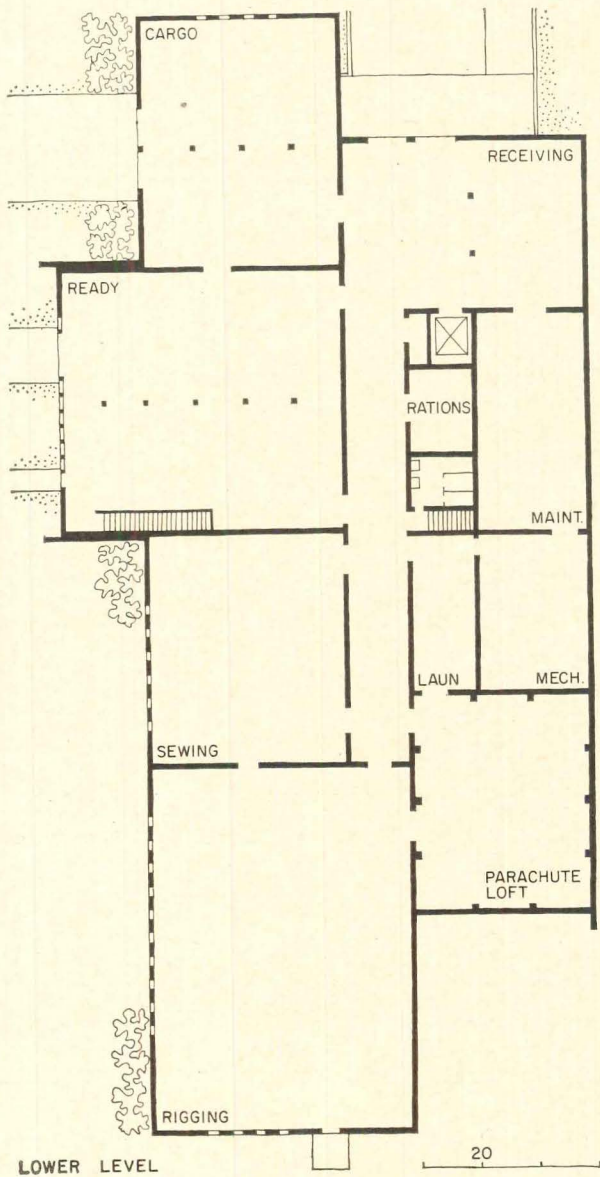 CARGO
RECEIVING
READY
RATIONS
MAINT.
LAUN
MECH.
SEWING
PARACHUTE
LOFT
RIGGING
LOWER LEVEL
20